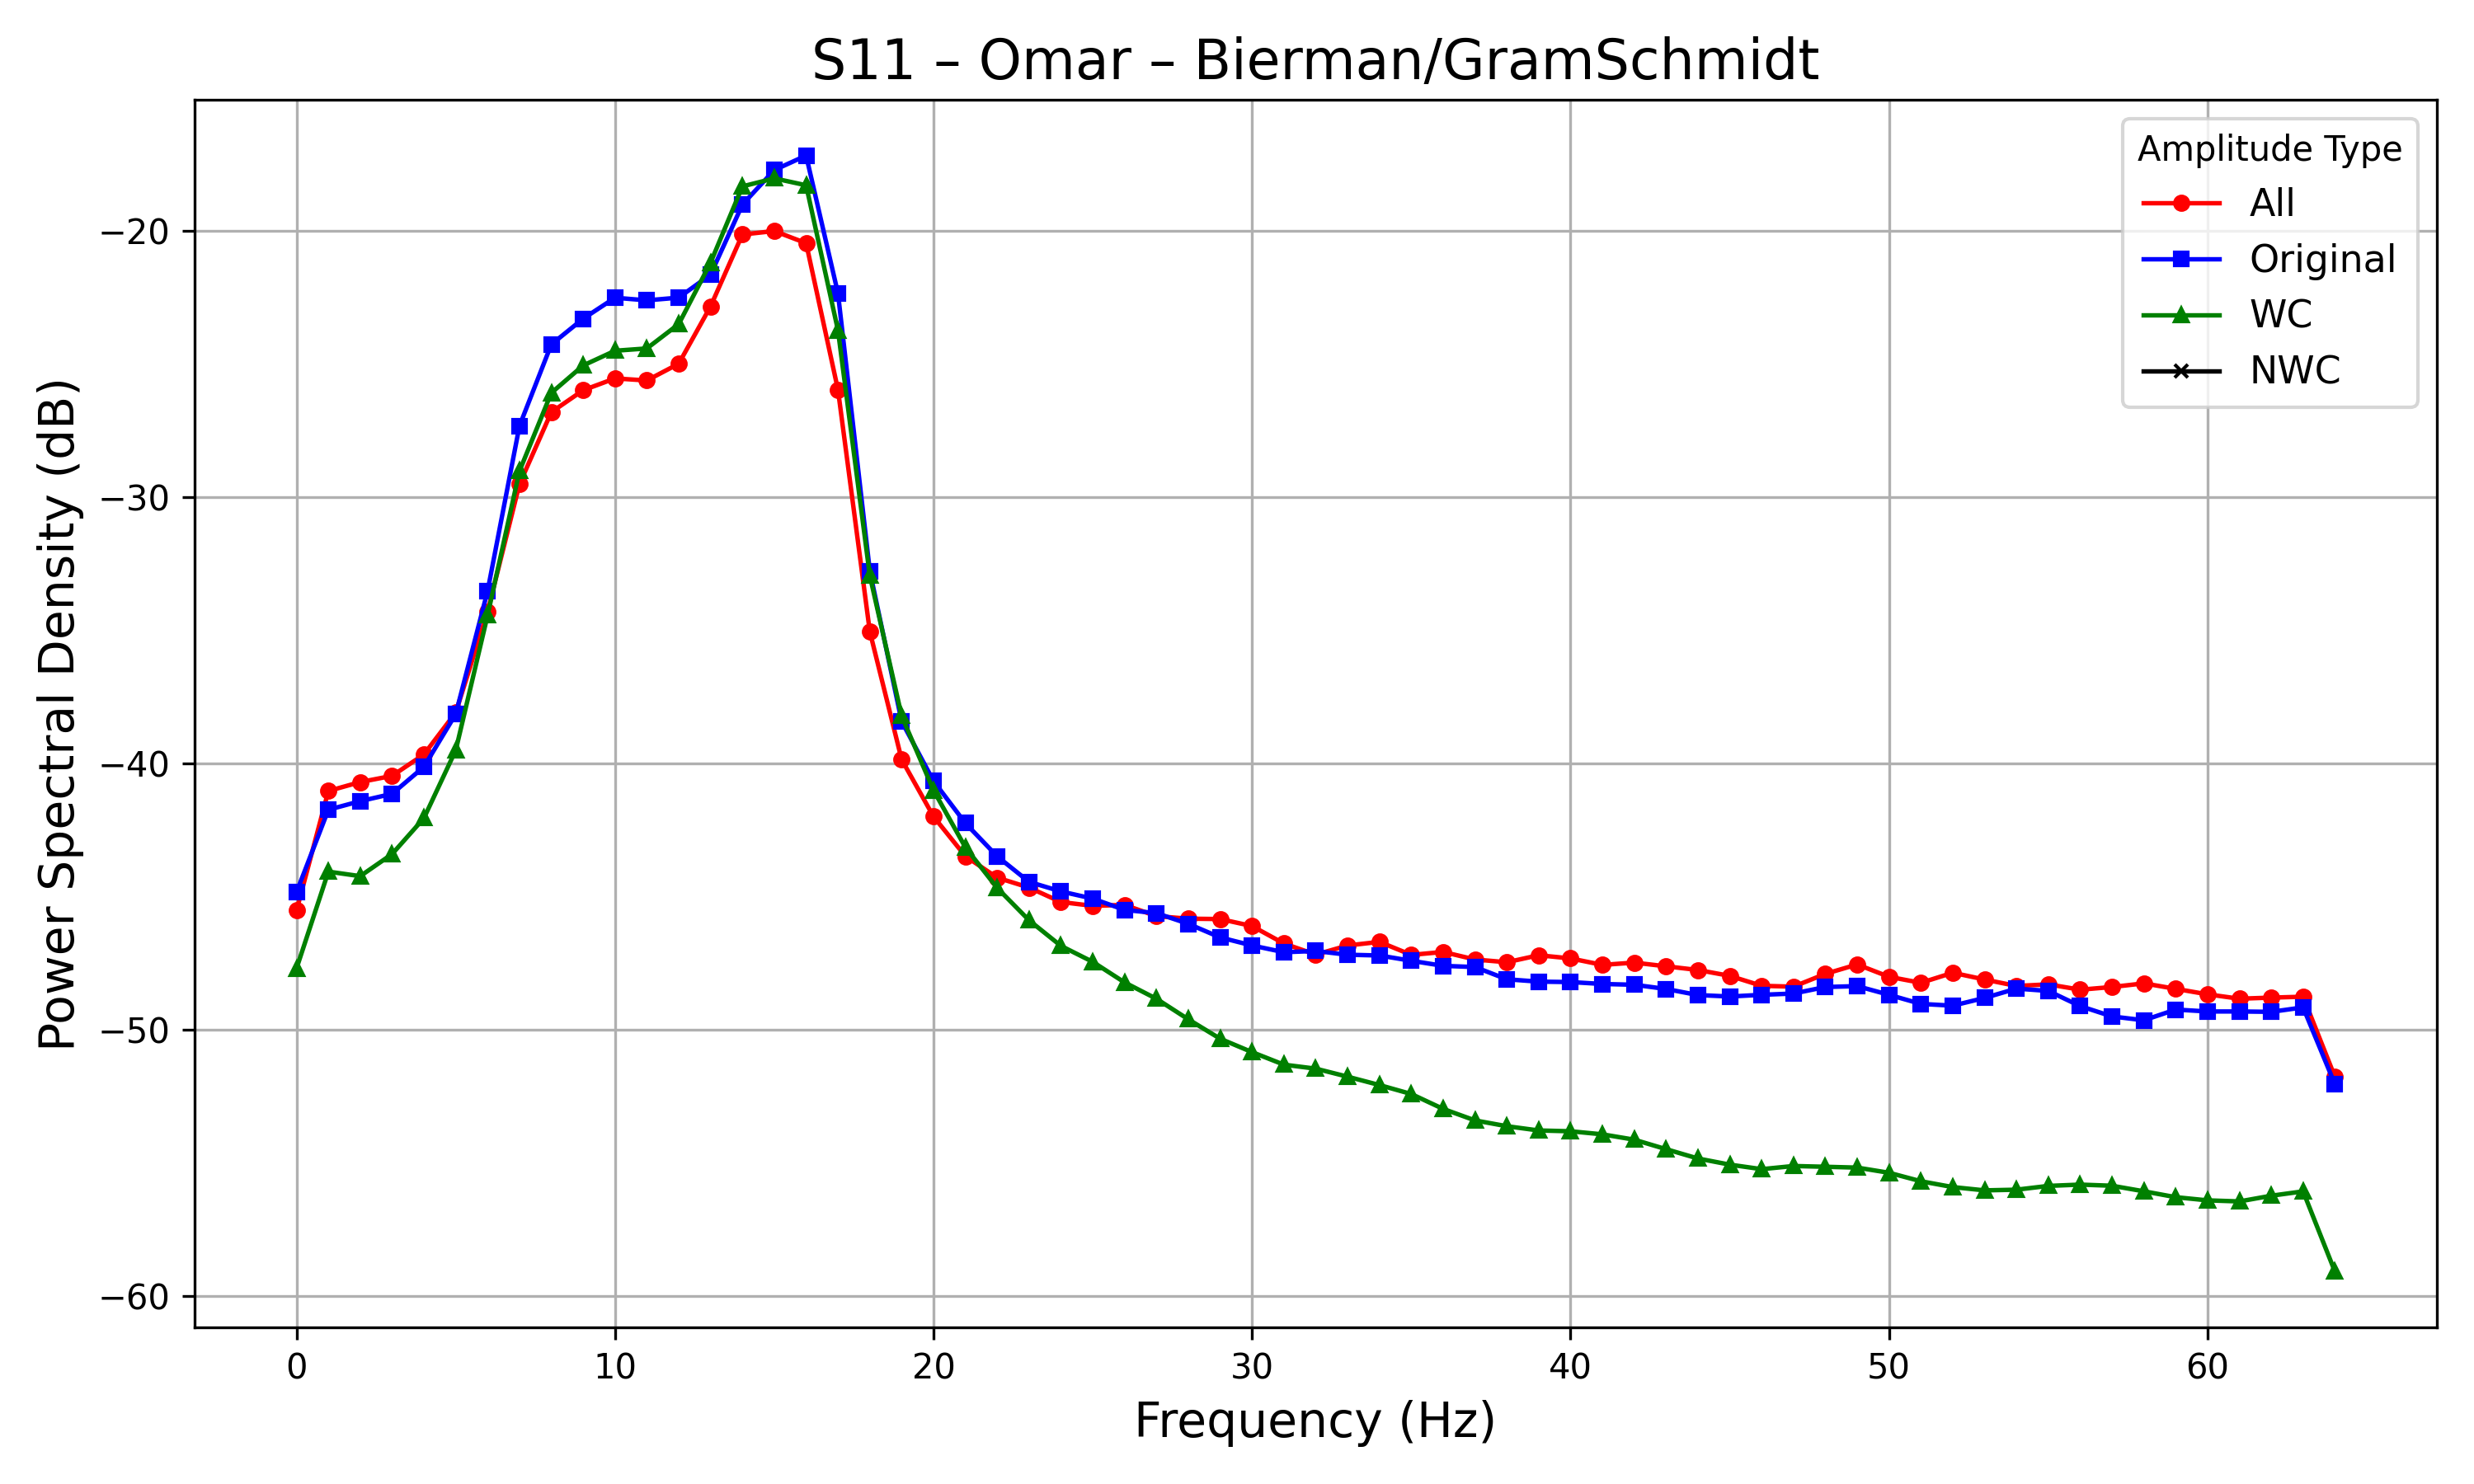 S11 – Omar – Bierman/GramSchmidt
Amplitude Type
All
Original
WC
NWC
Power Spectral Density (dB)
−20
−30
−40
−50
−60
0 10 20 30 40 50 60
Frequency (Hz)